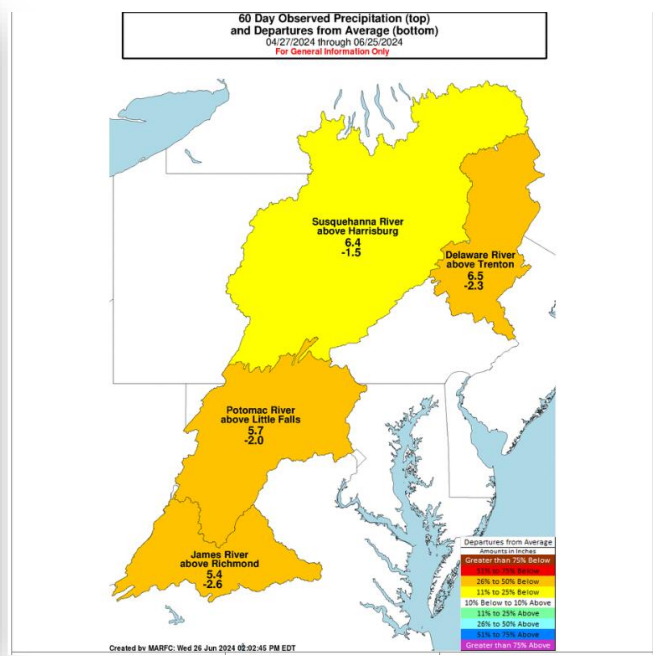 60 Day Observed Precipitation (top)
and Departures from Average (bottom)
04/27/2024 through 06/25/2024
For General Information Only
Susquehanna River
above Harrisburg
6.4
-1.5
Delaware River
above Trenton
6.5
-2.3
Potomac River
above Little Falls
5.7
-2.0
James River
above Richmond
5.4
-2.6
Departures from Average
Amounts in Inches
Greater than 75% Below
51% to 75% Below
26% to 50% Below
11% to 25% Below
10% Below to 10% Above
11% to 25% Above
26% to 50% Above
51% to 75% Above
Greater than 75% Above
Created by MARFC: Wed 26 Jun 2024 02:02:45 PM EDT